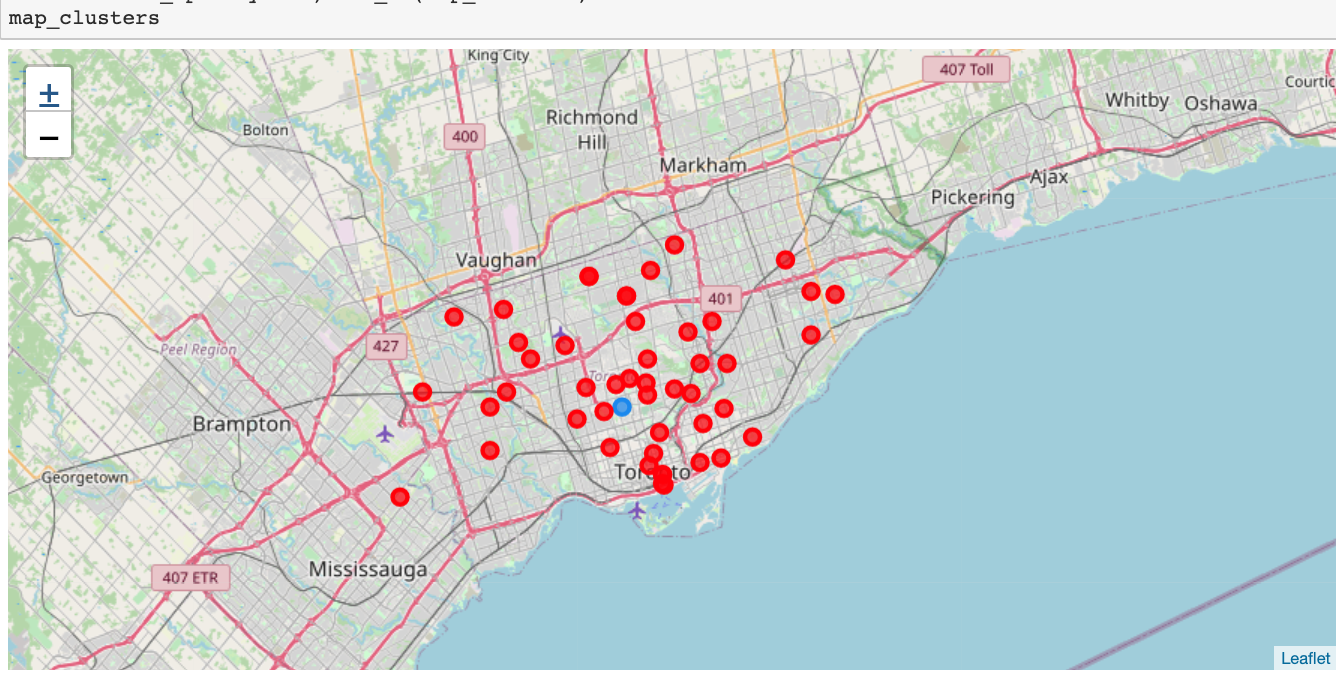 map_clusters
King City
407 Toll
Courtic
Whitby
Oshawa
+
−
Bolton
400
Richmond
Hill
Markham
Ajax
Pickering
Vaughan
401
427
Peel Region
Brampton
Georgetown
Toronto
Mississauga
407 ETR
Leaflet